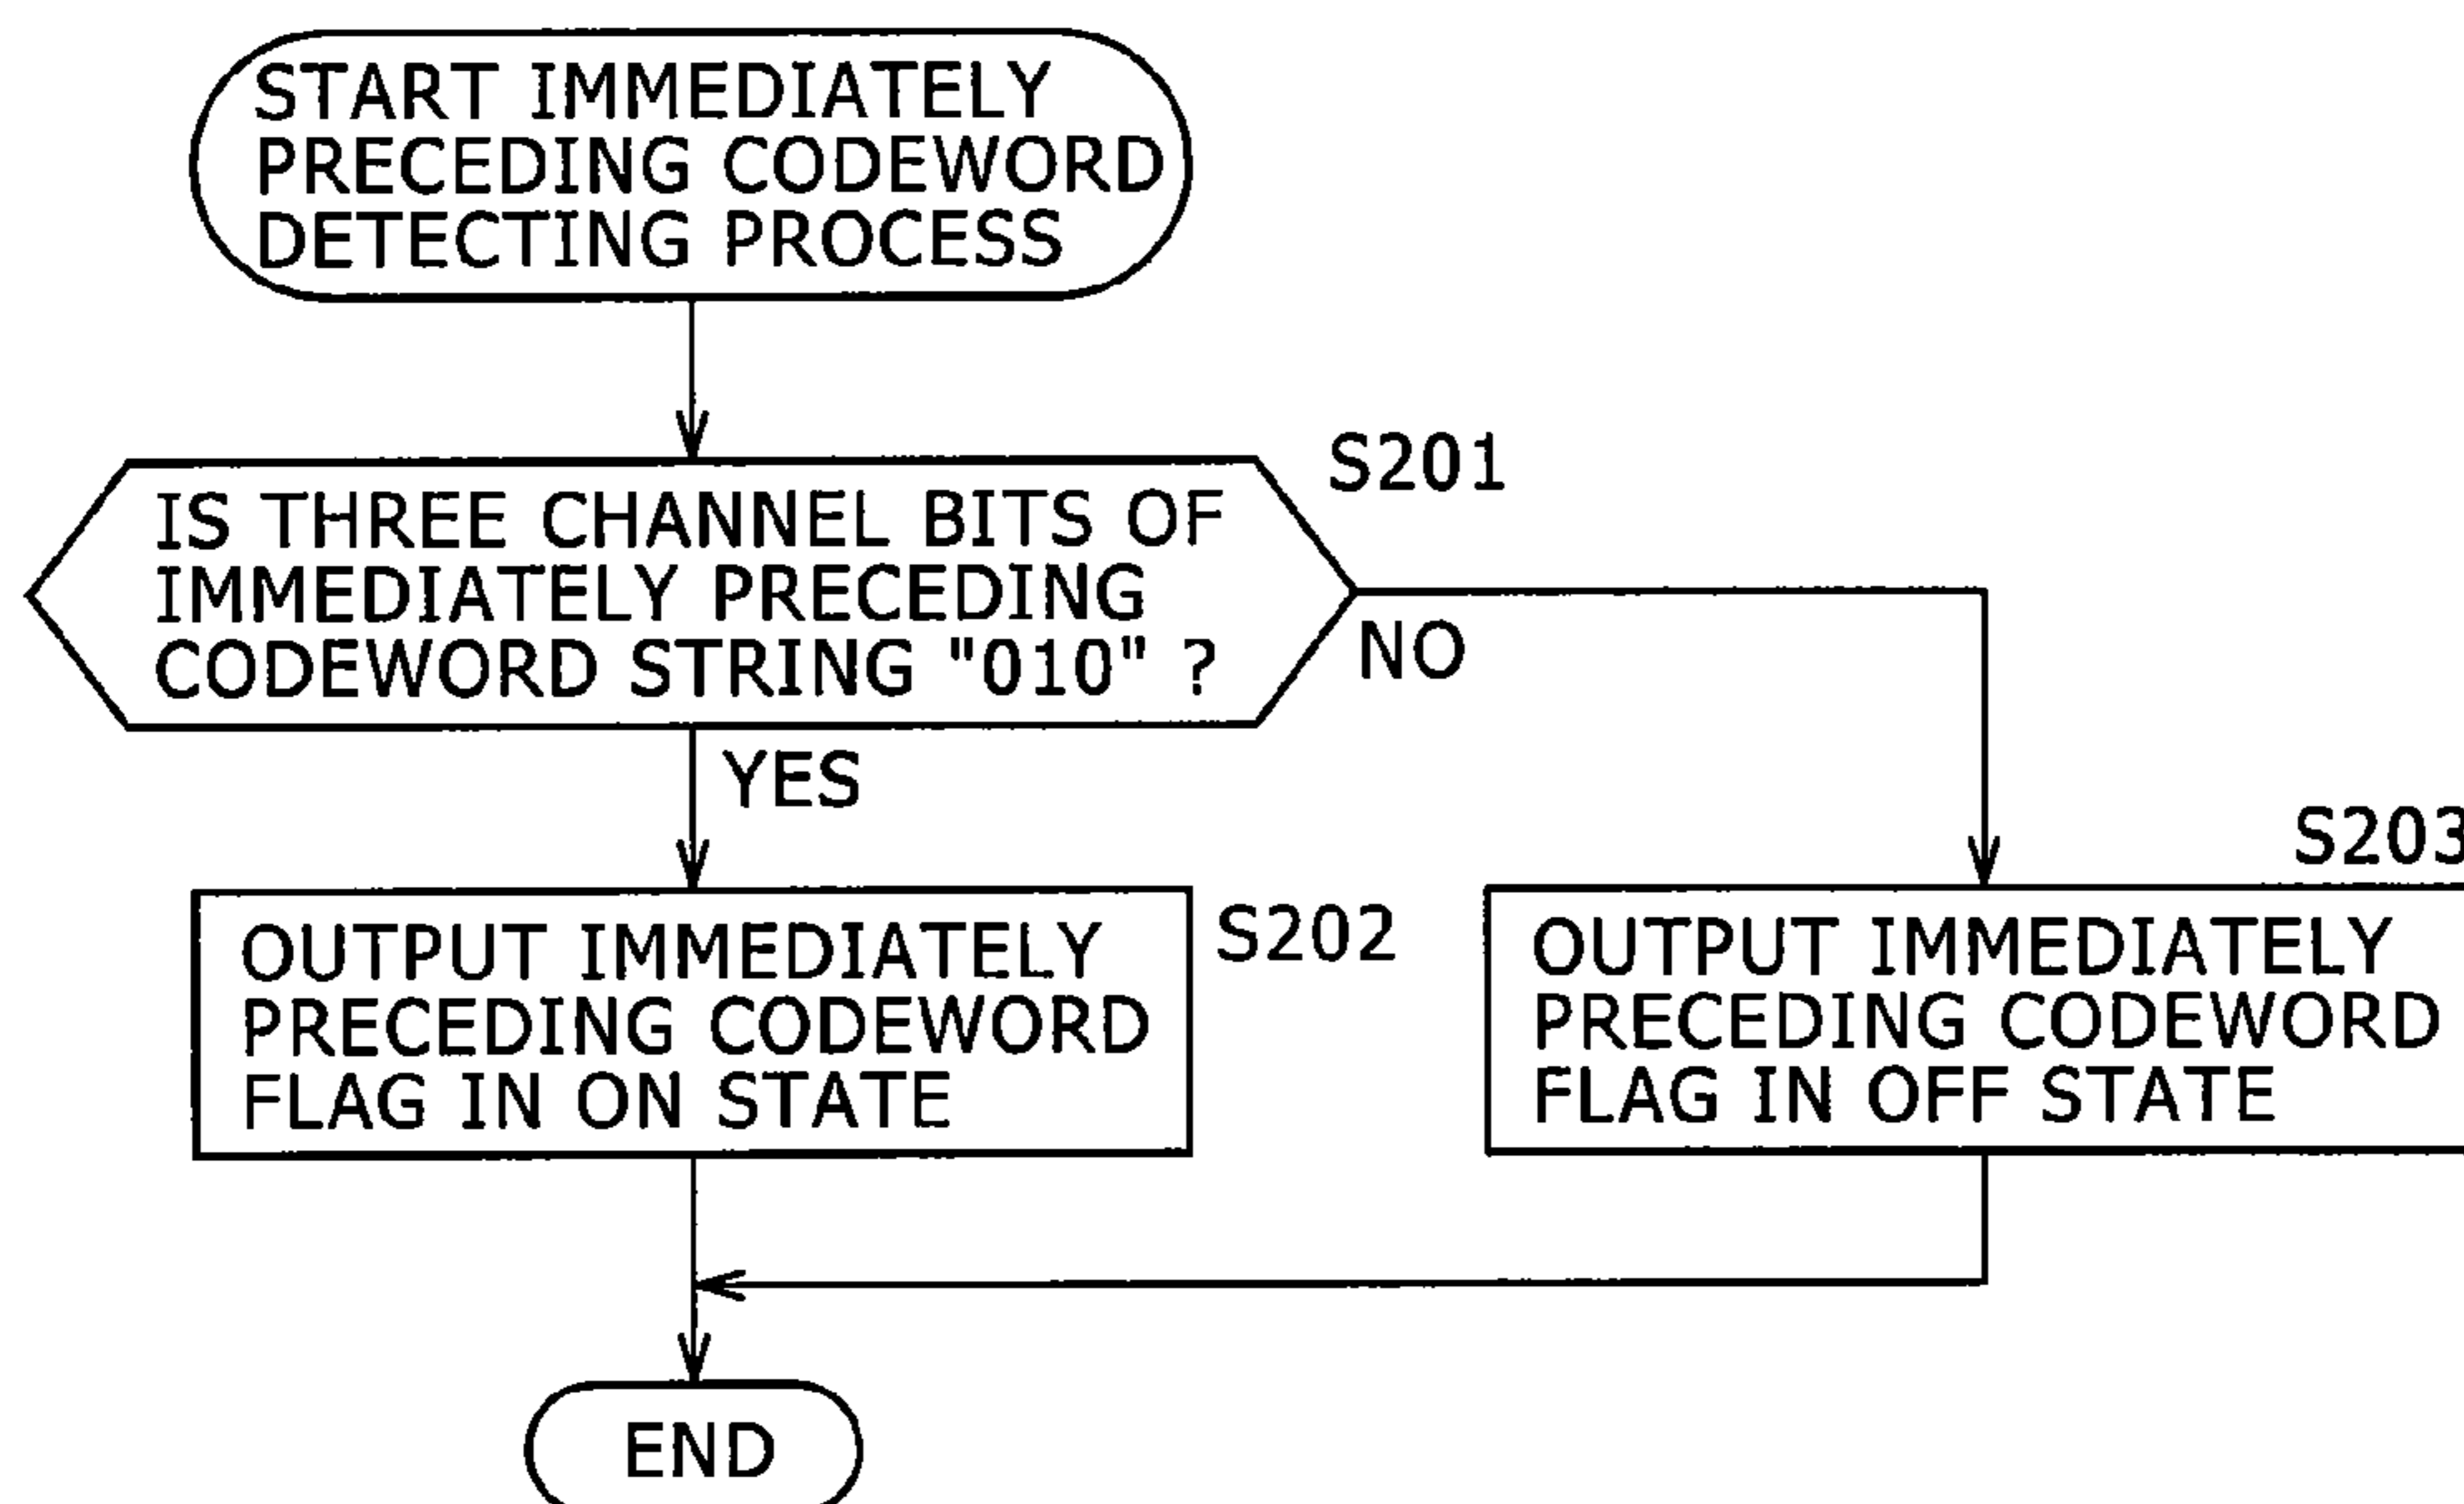 START IMMEDIATELY
PRECEDING CODEWORD
DETECTING PROCESS
S201
IS THREE CHANNEL BITS OF
IMMEDIATELY PRECEDING
CODEWORD STRING "010" ?
NO
YES
S203
S202
OUTPUT IMMEDIATELY
PRECEDING CODEWORD
FLAG IN ON STATE
OUTPUT IMMEDIATELY
PRECEDING CODEWORD
FLAG IN OFF STATE
END